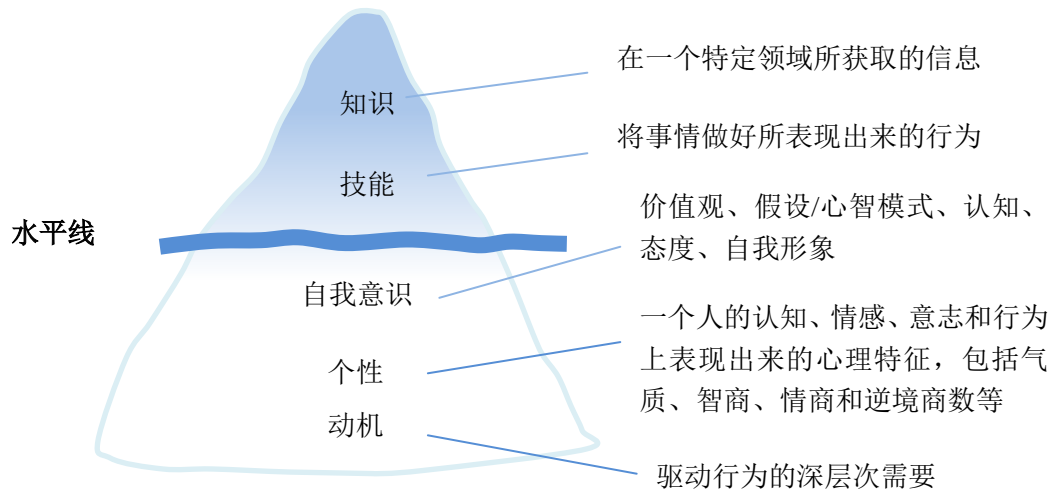 在一个特定领域所获取的信息
知识
将事情做好所表现出来的行为
技能
价值观、假设/心智模式、认知、
态度、自我形象
水平线
自我意识
一个人的认知、情感、意志和行为
上表现出来的心理特征，包括气
质、智商、情商和逆境商数等
个性
动机
驱动行为的深层次需要